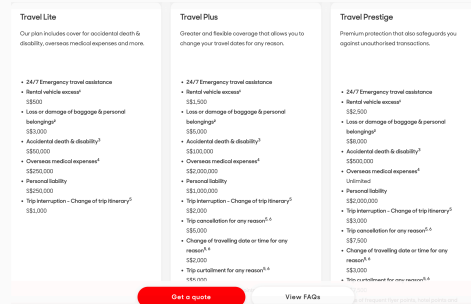 Travel Lite
Our plan includes cover for accidental death &
disability, overseas medical expenses and more.
• 24/7 Emergency travel assistance
• Rental vehicle excess¹
S$500
• Loss or damage of baggage & personal
belongings²
S$3,000
• Accidental death & disability³
S$50,000
• Overseas medical expenses⁴
S$250,000
• Personal liability
S$250,000
• Trip interruption - Change of trip itinerary⁵
S$1,000
Travel Plus
Greater and flexible coverage that allows you to
change your travel dates for any reason.
• 24/7 Emergency travel assistance
• Rental vehicle excess¹
S$1,500
• Loss or damage of baggage & personal
belongings²
S$5,000
• Accidental death & disability³
S$100,000
• Overseas medical expenses⁴
S$2,000,000
• Personal liability
S$1,000,000
• Trip interruption - Change of trip itinerary⁵
S$2,000
• Trip cancellation for any reason⁵, ⁶
S$5,000
• Change of travelling date or time for any
reason⁵, ⁶
S$2,000
• Trip curtailment for any reason⁵, ⁶
S$5,000
Travel Prestige
Premium protection that also safeguards you
against unauthorised transactions.
• 24/7 Emergency travel assistance
• Rental vehicle excess¹
S$2,500
• Loss or damage of baggage & personal
belongings²
S$8,000
• Accidental death & disability³
S$500,000
• Overseas medical expenses⁴
Unlimited
• Personal liability
S$2,000,000
• Trip interruption - Change of trip itinerary⁵
S$3,000
• Trip cancellation for any reason⁵, ⁶
S$7,500
• Change of travelling date or time for any
reason⁵, ⁶
S$3,000
• Trip curtailment for any reason⁵, ⁶
Get a quote
View FAQs